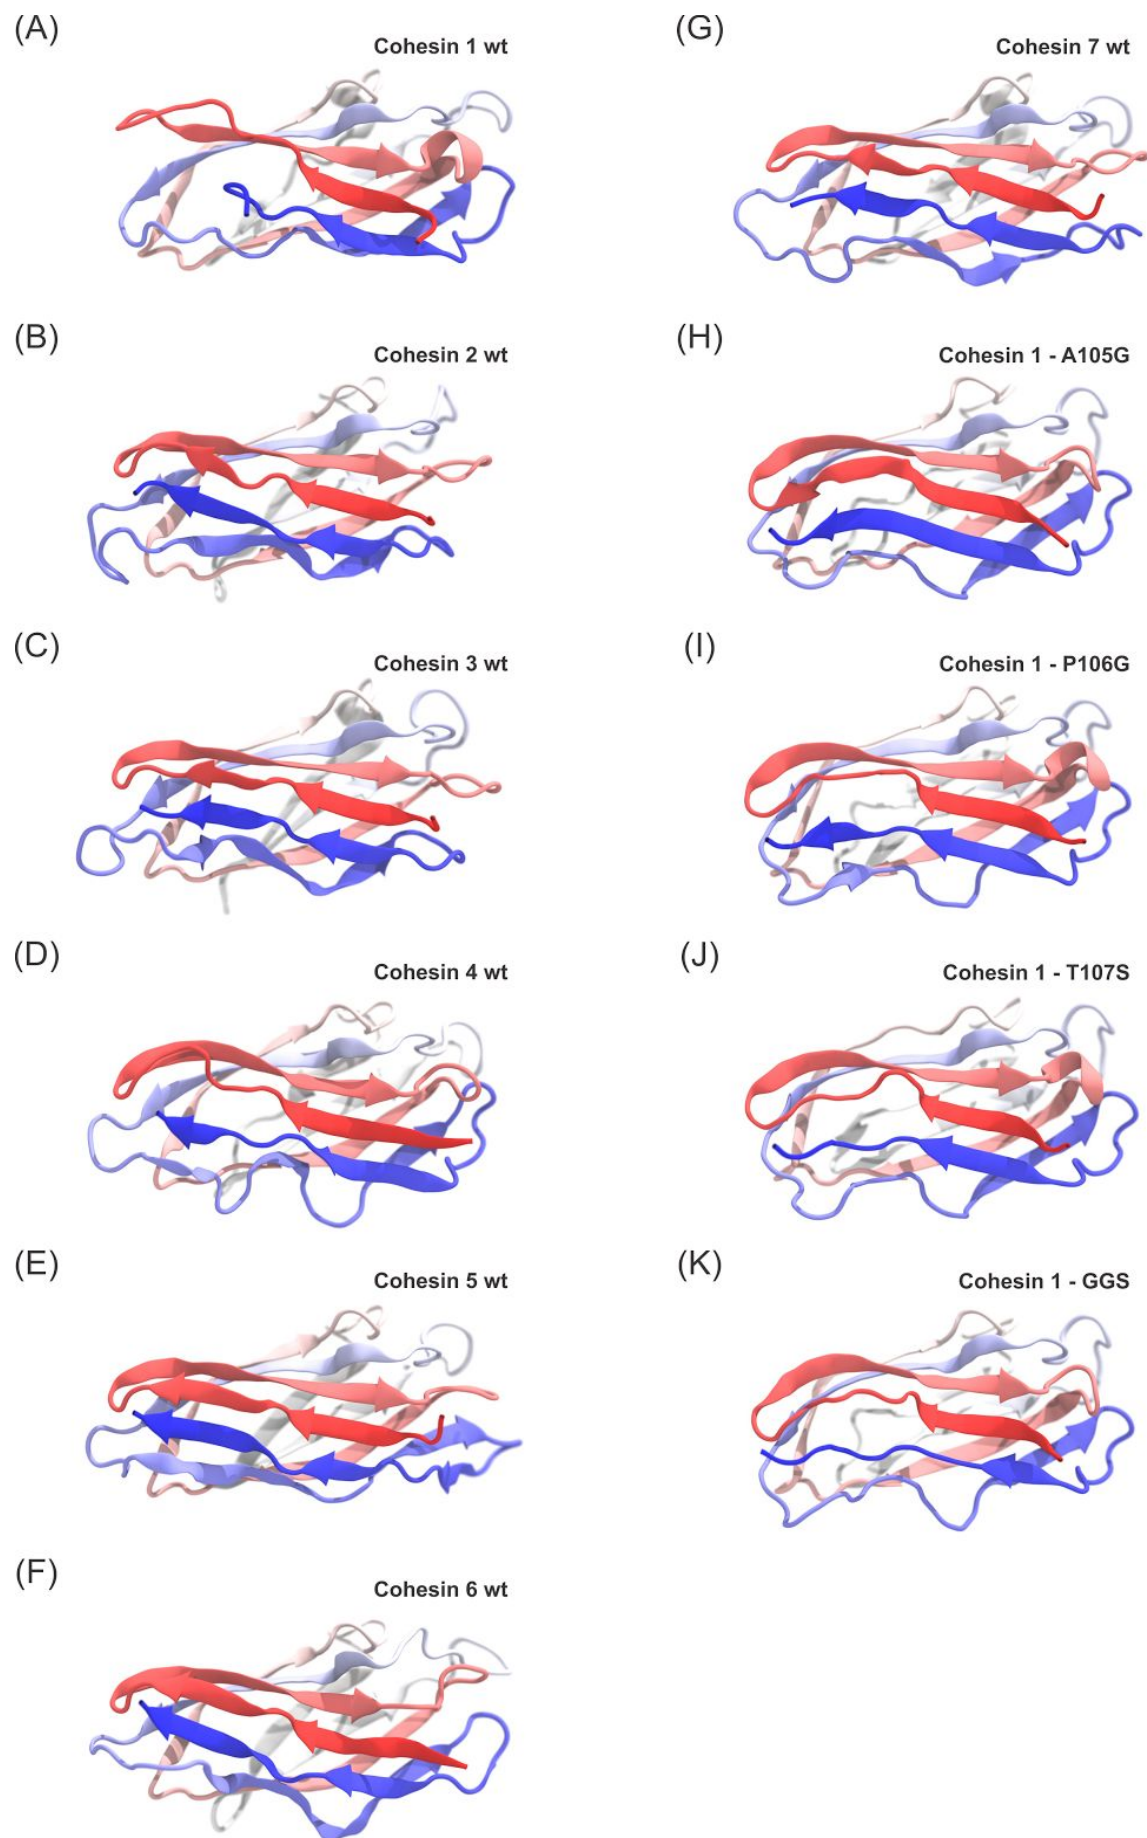 (A)
Cohesin 1 wt
(B)
Cohesin 2 wt
(C)
Cohesin 3 wt
(D)
Cohesin 4 wt
(E)
Cohesin 5 wt
(F)
Cohesin 6 wt
(G)
Cohesin 7 wt
(H)
Cohesin 1 - A105G
(I)
Cohesin 1 - P106G
(J)
Cohesin 1 - T107S
(K)
Cohesin 1 - GGS